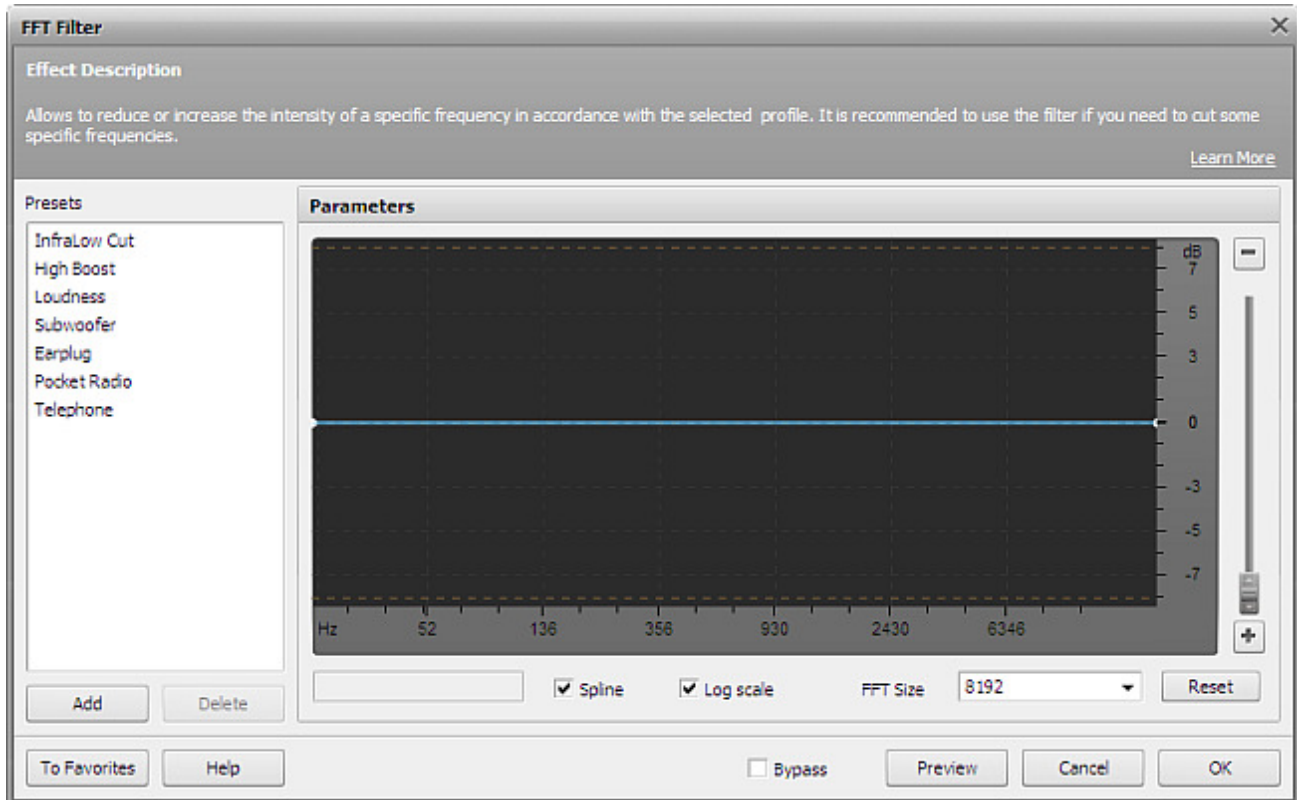 FFT Filter
Effect Description
Allows to reduce or increase the intensity of a specific frequency in accordance with the selected profile. It is recommended to use the filter if you need to cut some
specific frequencies.
Learn More
Presets
InfraLow Cut
High Boost
Loudness
Subwoofer
Earplug
Pocket Radio
Telephone
Add
Delete
Parameters
dB
7
5
3
0
-3
-5
-7
Hz 52 136 356 930 2430 6346
Spline Log scale FFT Size 8192 Reset
To Favorites Help Bypass Preview Cancel OK